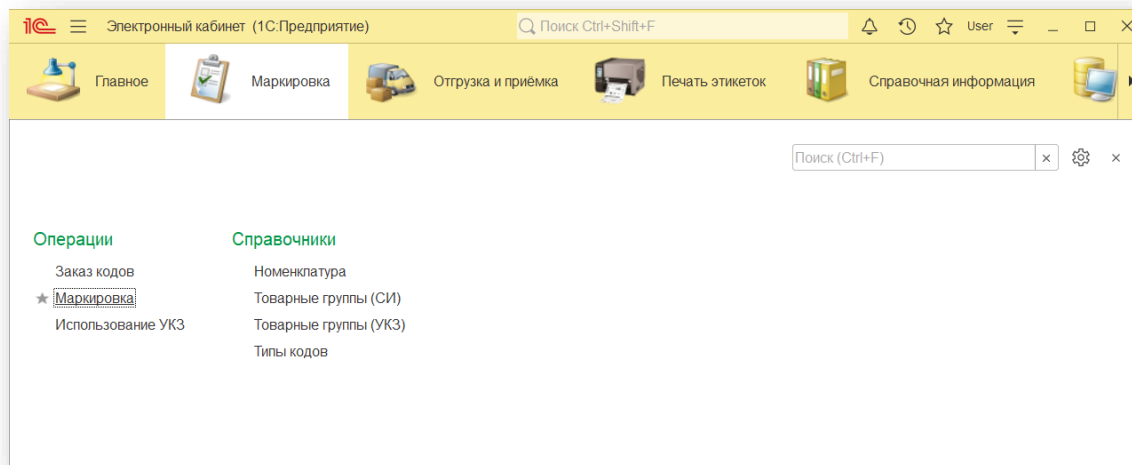 1С Электронный кабинет (1С:Предприятие) Поиск Ctrl+Shift+F User
Главное Маркировка Отгрузка и приёмка Печать этикеток Справочная информация
Поиск (Ctrl+F)
Операции Справочники
Заказ кодов Номенклатура
Маркировка Товарные группы (СИ)
Использование УКЗ Товарные группы (УКЗ)
Типы кодов